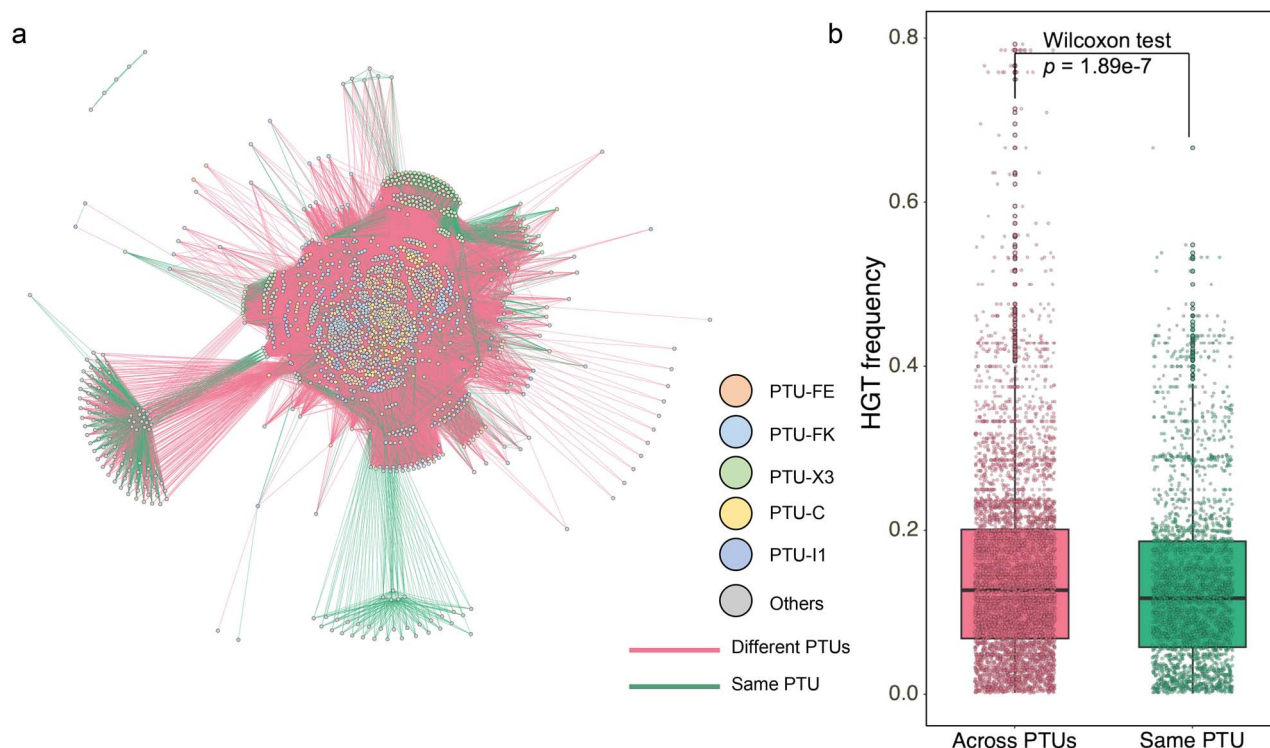 a
PTU-FE
PTU-FK
PTU-X3
PTU-C
PTU-I1
Others
Different PTUs
Same PTU
b
HGT frequency
0.8
0.6
0.4
0.2
0.0
Wilcoxon test
p = 1.89e-7
Across PTUs
Same PTU